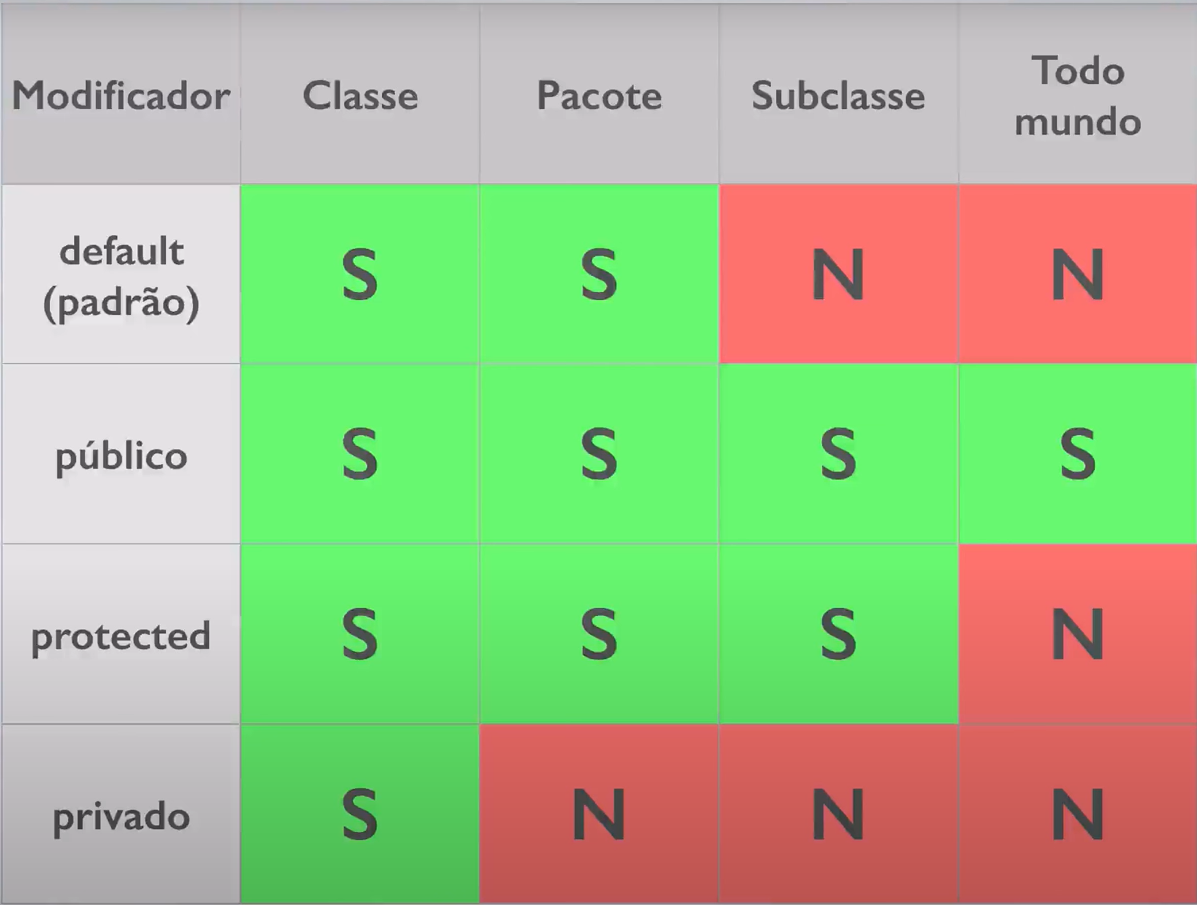 Modificador Classe Pacote Subclasse Todo
mundo
default
(padrão) S S N N
público S S S S
protected S S S N
privado S N N N